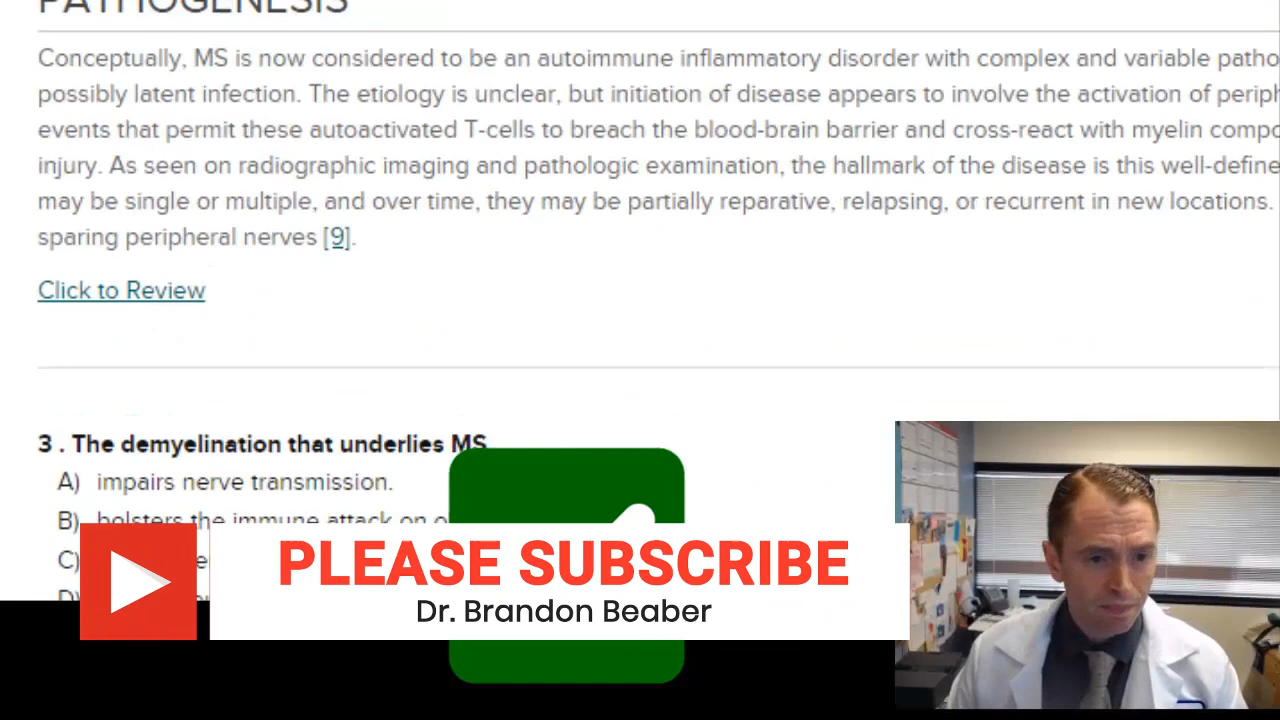 PATHOGENESIS
Conceptually, MS is now considered to be an autoimmune inflammatory disorder with complex and variable patho
possibly latent infection. The etiology is unclear, but initiation of disease appears to involve the activation of periph
events that permit these autoactivated T-cells to breach the blood-brain barrier and cross-react with myelin compo
injury. As seen on radiographic imaging and pathologic examination, the hallmark of the disease is this well-define
may be single or multiple, and over time, they may be partially reparative, relapsing, or recurrent in new locations.
sparing peripheral nerves [9].
Click to Review
3 . The demyelination that underlies MS
A) impairs nerve transmission.
B) bolsters the immune attack on o
C)
D)
PLEASE SUBSCRIBE
Dr. Brandon Beaber